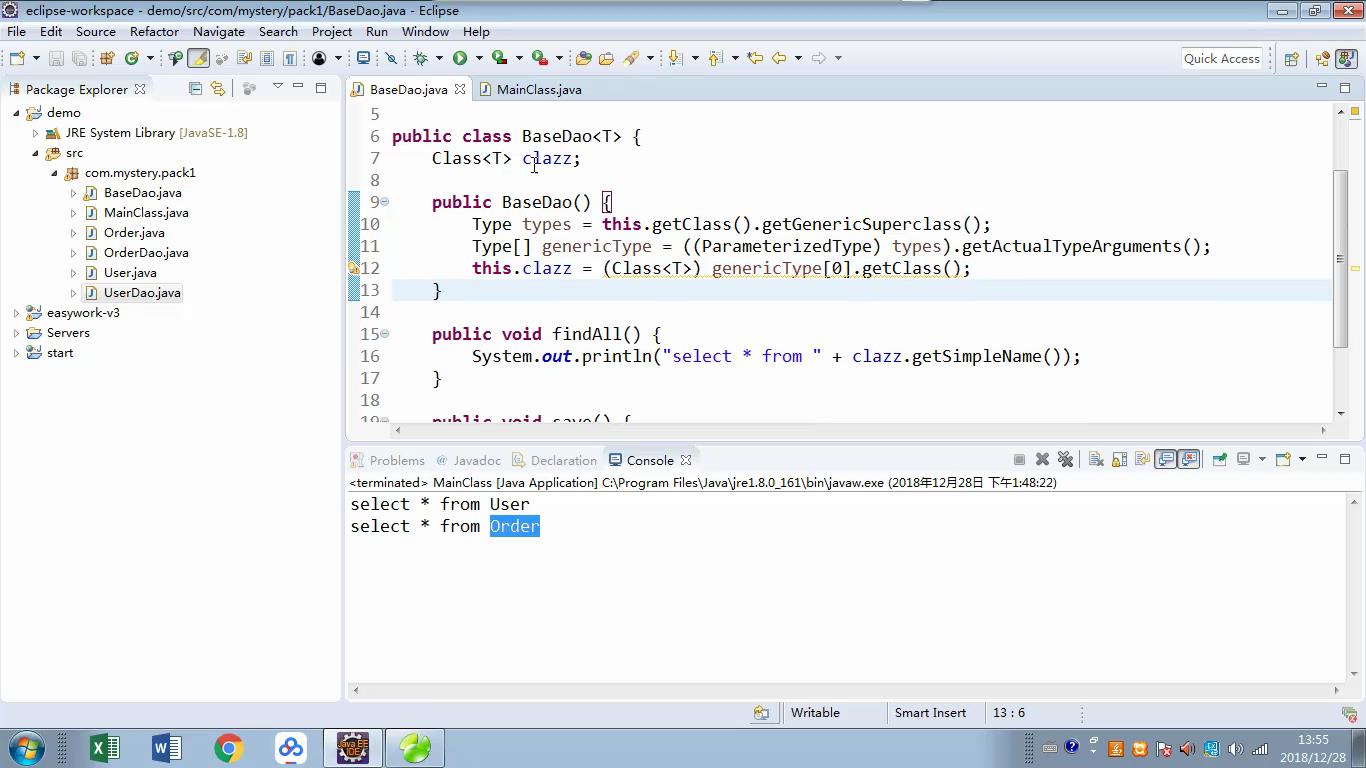 eclipse-workspace - demo/src/com/mystery/pack1/BaseDao.java - Eclipse
File Edit Source Refactor Navigate Search Project Run Window Help
Quick Access
Package Explorer
demo
JRE System Library [JavaSE-1.8]
src
com.mystery.pack1
BaseDao.java
MainClass.java
Order.java
OrderDao.java
User.java
UserDao.java
easywork-v3
Servers
start
BaseDao.java MainClass.java
5
6 public class BaseDao<T> {
7 Class<T> clazz;
8
9 public BaseDao() {
10 Type types = this.getClass().getGenericSuperclass();
11 Type[] genericType = ((ParameterizedType) types).getActualTypeArguments();
12 this.clazz = (Class<T>) genericType[0].getClass();
13 }
14
15 public void findAll() {
16 System.out.println("select * from " + clazz.getSimpleName());
17 }
18
19 public void save() {
Problems @ Javadoc Declaration Console
<terminated> MainClass [Java Application] C:\Program Files\Java\jre1.8.0_161\bin\javaw.exe (2018年12月28日 下午1:48:22)
select * from User
select * from Order
Writable Smart Insert 13 : 6
Java EE IDE
13:55
2018/12/28